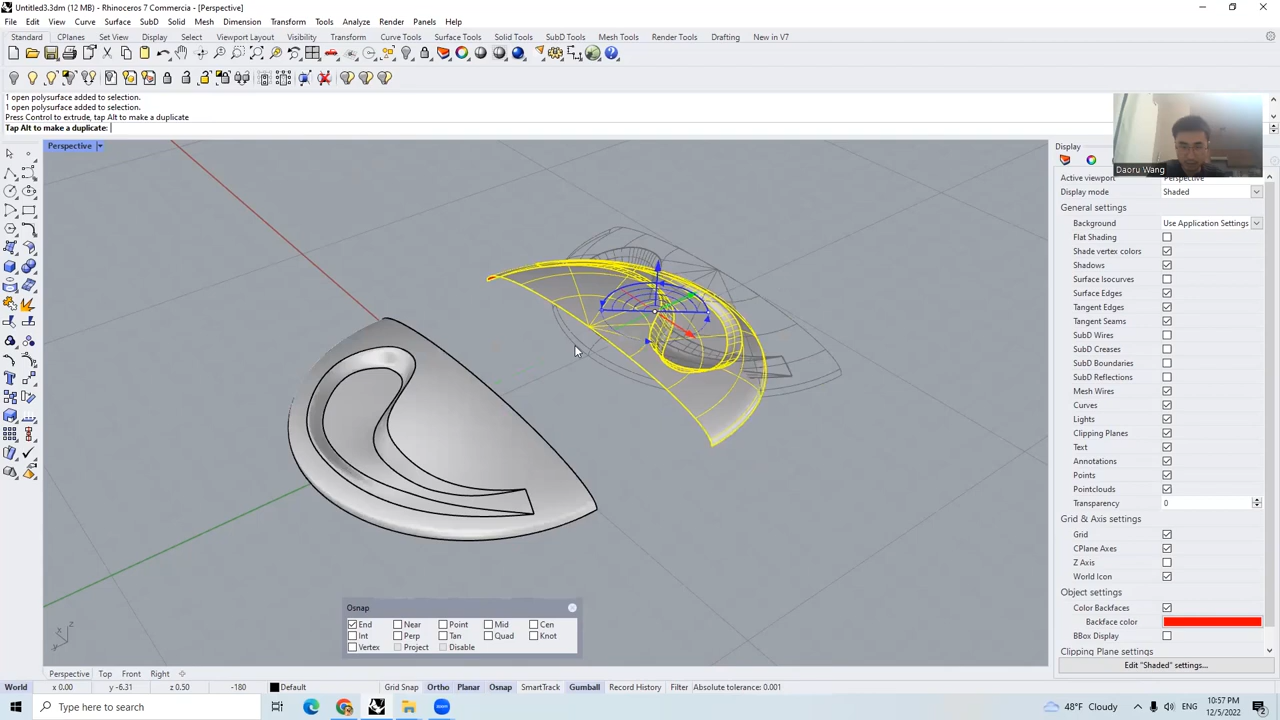 Untitled3.3dm (12 MB) - Rhinoceros 7 Commercia - [Perspective]
File Edit View Curve Surface SubD Solid Mesh Dimension Transform Tools Analyze Render Panels Help
Standard CPlanes Set View Display Select Viewport Layout Visibility Transform Curve Tools Surface Tools Solid Tools SubD Tools Mesh Tools Render Tools Drafting New in V7
1 open polysurface added to selection.
1 open polysurface added to selection.
Press Control to extrude, tap Alt to make a duplicate
Tap Alt to make a duplicate:
Perspective
Display
Daoru Wang
Active viewport Perspective
Display mode Shaded
General settings
Background Use Application Settings
Flat Shading
Shade vertex colors
Shadows
Surface Isocurves
Surface Edges
Tangent Edges
Tangent Seams
SubD Wires
SubD Creases
SubD Boundaries
SubD Reflections
Mesh Wires
Curves
Lights
Clipping Planes
Text
Annotations
Points
Pointclouds
Transparency 0
Grid & Axis settings
Grid
CPlane Axes
Z Axis
World Icon
Object settings
Color Backfaces
Backface color
BBox Display
Clipping Plane settings
Edit "Shaded" settings...
Osnap
End Near Point Mid Cen
Int Perp Tan Quad Knot
Vertex Project Disable
z
x
y
Perspective Top Front Right
World x 0.00 y -6.31 z 0.50 -180 Default Grid Snap Ortho Planar Osnap SmartTrack Gumball Record History Filter Absolute tolerance: 0.001
Type here to search
48°F Cloudy
ENG
10:57 PM
12/5/2022
2